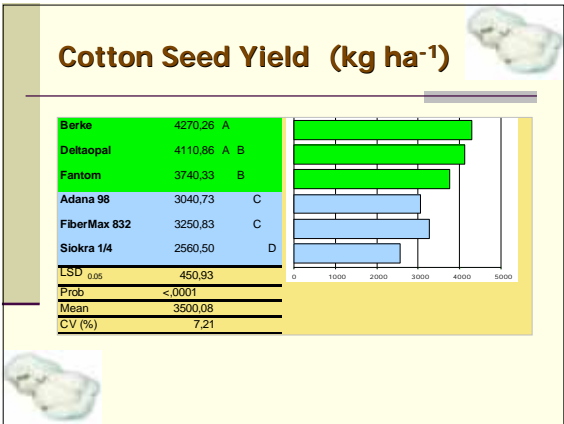 Cotton Seed Yield (kg ha-1)
Berke 4270,26 A
Deltaopal 4110,86 A B
Fantom 3740,33 B
Adana 98 3040,73 C
FiberMax 832 3250,83 C
Siokra 1/4 2560,50 D
LSD 0.05 450,93
Prob <,0001
Mean 3500,08
CV (%) 7,21
0 1000 2000 3000 4000 5000